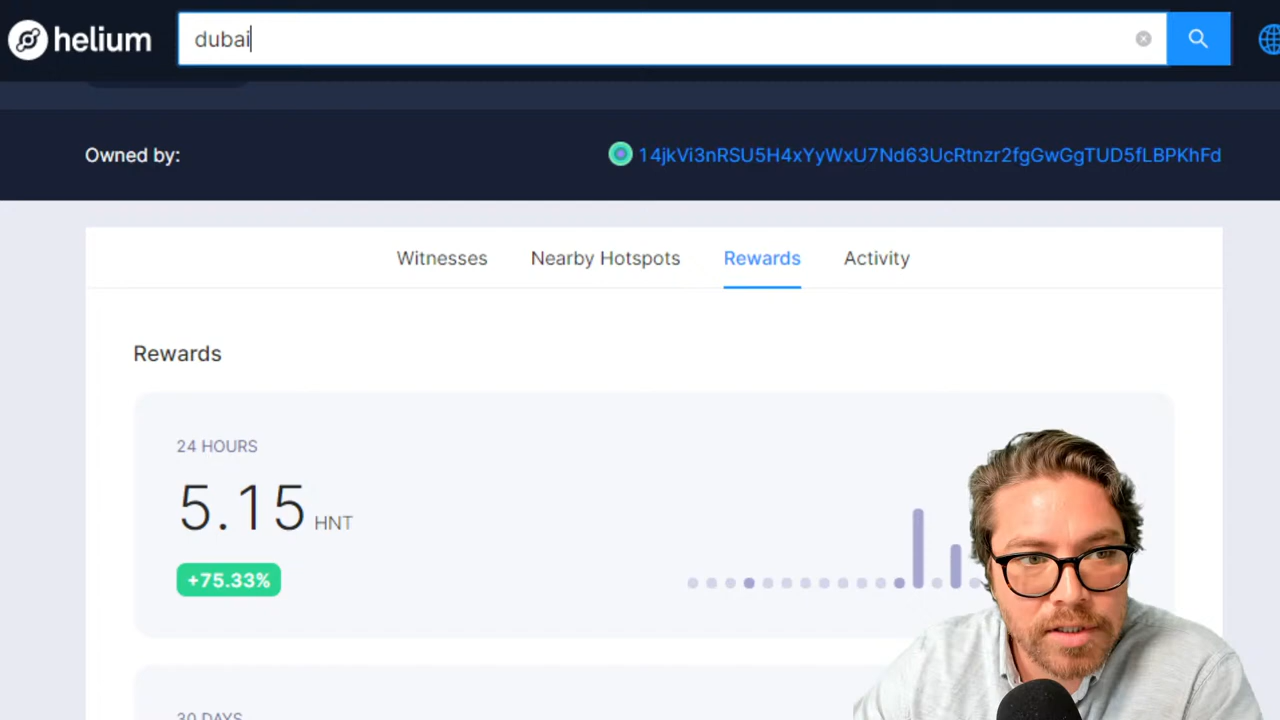 helium
dubai
Owned by:
14jkVi3nRSU5H4xYyWxU7Nd63UcRtnzr2fgGwGgTUD5fLBPKhFd
Witnesses
Nearby Hotspots
Rewards
Activity
Rewards
24 HOURS
5.15 HNT
+75.33%
30 DAYS